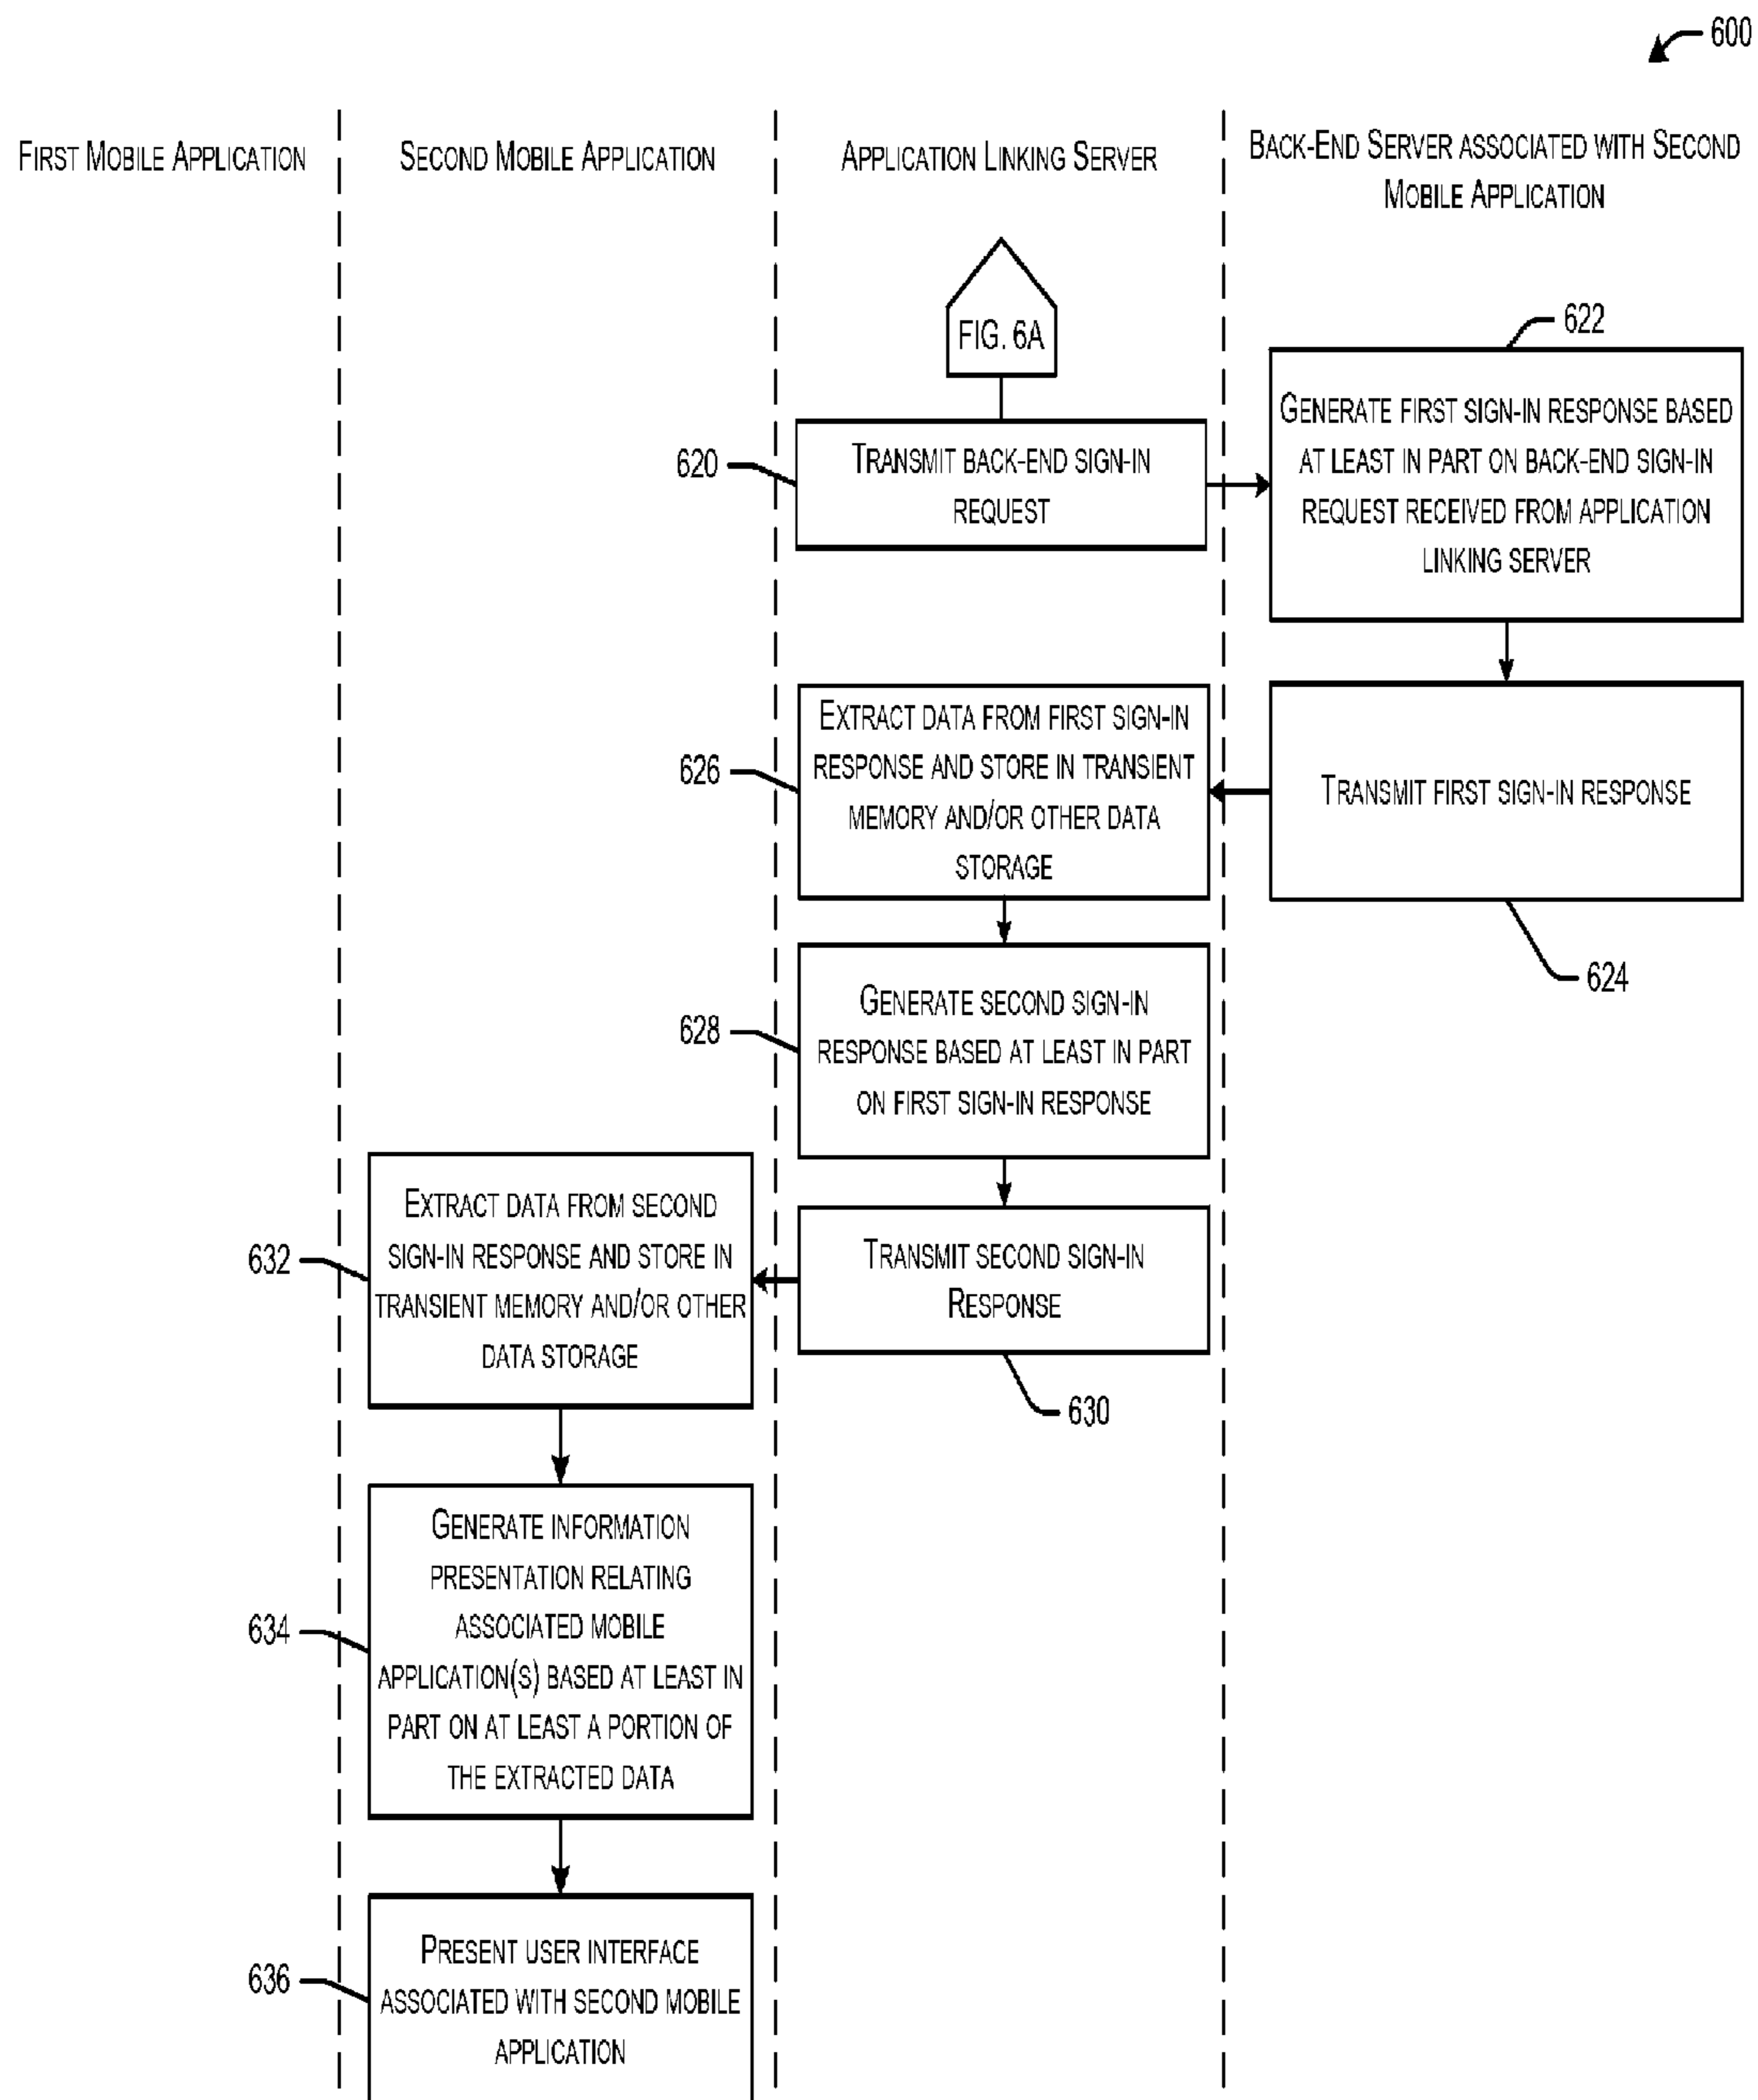 600
FIRST MOBILE APPLICATION
SECOND MOBILE APPLICATION
APPLICATION LINKING SERVER
BACK-END SERVER ASSOCIATED WITH SECOND
MOBILE APPLICATION
FIG. 6A
620
TRANSMIT BACK-END SIGN-IN
REQUEST
622
GENERATE FIRST SIGN-IN RESPONSE BASED
AT LEAST IN PART ON BACK-END SIGN-IN
REQUEST RECEIVED FROM APPLICATION
LINKING SERVER
626
EXTRACT DATA FROM FIRST SIGN-IN
RESPONSE AND STORE IN TRANSIENT
MEMORY AND/OR OTHER DATA
STORAGE
TRANSMIT FIRST SIGN-IN RESPONSE
624
628
GENERATE SECOND SIGN-IN
RESPONSE BASED AT LEAST IN PART
ON FIRST SIGN-IN RESPONSE
632
EXTRACT DATA FROM SECOND
SIGN-IN RESPONSE AND STORE IN
TRANSIENT MEMORY AND/OR OTHER
DATA STORAGE
TRANSMIT SECOND SIGN-IN
RESPONSE
630
634
GENERATE INFORMATION
PRESENTATION RELATING
ASSOCIATED MOBILE
APPLICATION(S) BASED AT LEAST IN
PART ON AT LEAST A PORTION OF
THE EXTRACTED DATA
636
PRESENT USER INTERFACE
ASSOCIATED WITH SECOND MOBILE
APPLICATION